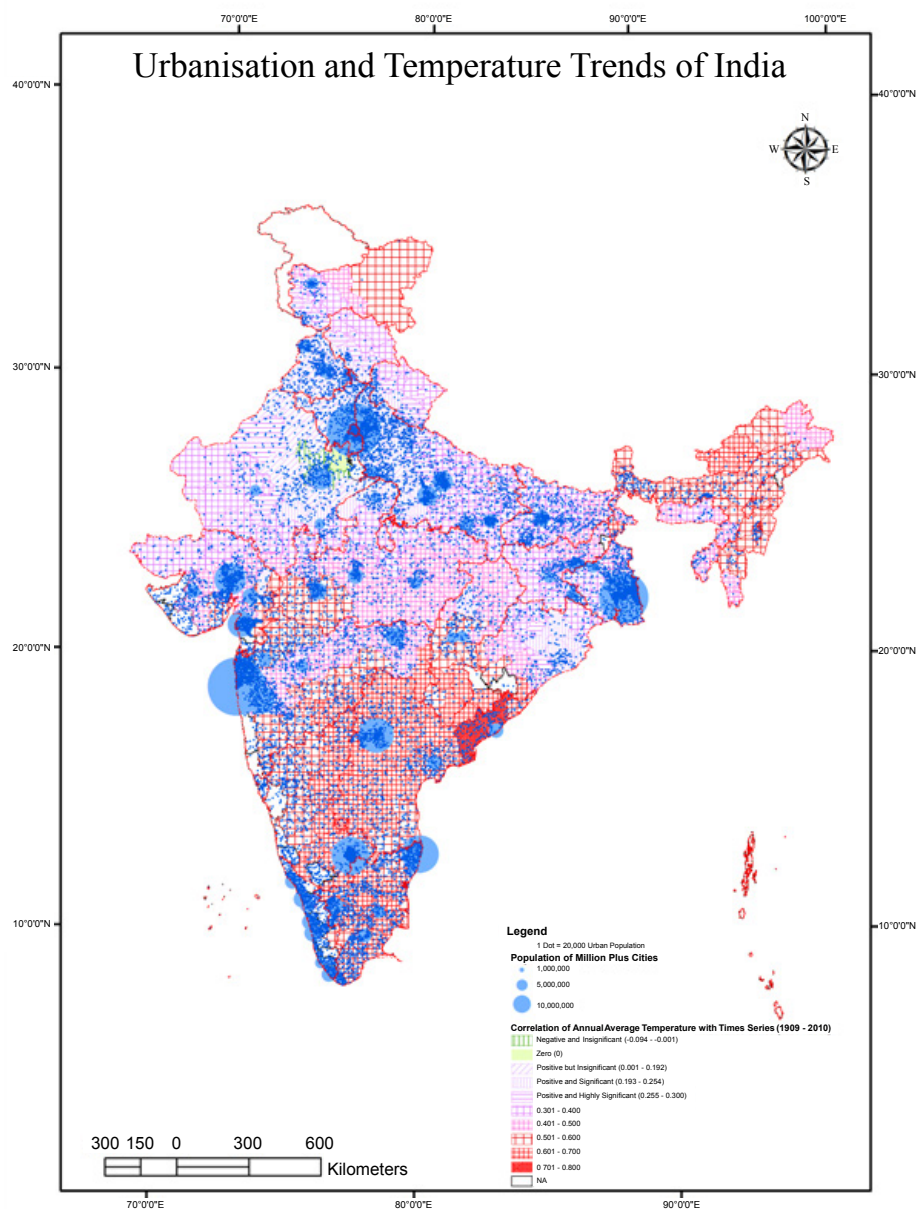 70°0'0"E 80°0'0"E 90°0'0"E 100°0'0"E
Urbanisation and Temperature Trends of India
40°0'0"N 40°0'0"N
N
W E
S
30°0'0"N 30°0'0"N
20°0'0"N 20°0'0"N
10°0'0"N 10°0'0"N
Legend
1 Dot = 20,000 Urban Population
Population of Million Plus Cities
1,000,000
5,000,000
10,000,000
Correlation of Annual Average Temperature with Times Series (1909 - 2010)
Negative and Insignificant (-0.094 - -0.001)
Zero (0)
Positive but Insignificant (0.001 - 0.192)
Positive and Significant (0.193 - 0.254)
Positive and Highly Significant (0.255 - 0.300)
0.301 - 0.400
0.401 - 0.500
0.501 - 0.600
0.601 - 0.700
0 701 - 0.800
NA
300 150 0 300 600
Kilometers
70°0'0"E 80°0'0"E 90°0'0"E